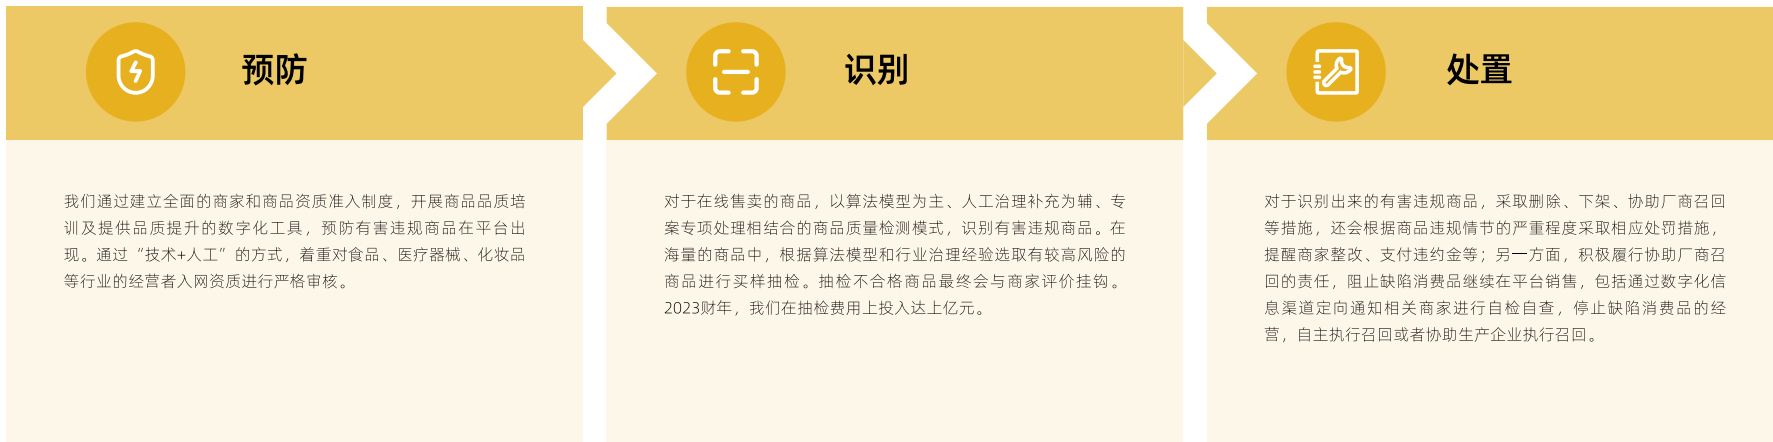 预防
我们通过建立全面的商家和商品资质准入制度，开展商品品质培
训及提供品质提升的数字化工具，预防有害违规商品在平台出
现。通过“技术+人工”的方式，着重对食品、医疗器械、化妆品
等行业的经营者入网资质进行严格审核。
识别
对于在线售卖的商品，以算法模型为主、人工治理补充为辅、专
案专项处理相结合的商品质量检测模式，识别有害违规商品。在
海量的商品中，根据算法模型和行业治理经验选取有较高风险的
商品进行买样抽检。抽检不合格商品最终会与商家评价挂钩。
2023财年，我们在抽检费用上投入达上亿元。
处置
对于识别出来的有害违规商品，采取删除、下架、协助厂商召回
等措施，还会根据商品违规情节的严重程度采取相应处罚措施，
提醒商家整改、支付违约金等；另一方面，积极履行协助厂商召
回的责任，阻止缺陷消费品继续在平台销售，包括通过数字化信
息渠道定向通知相关商家进行自检自查，停止缺陷消费品的经
营，自主执行召回或者协助生产企业执行召回。